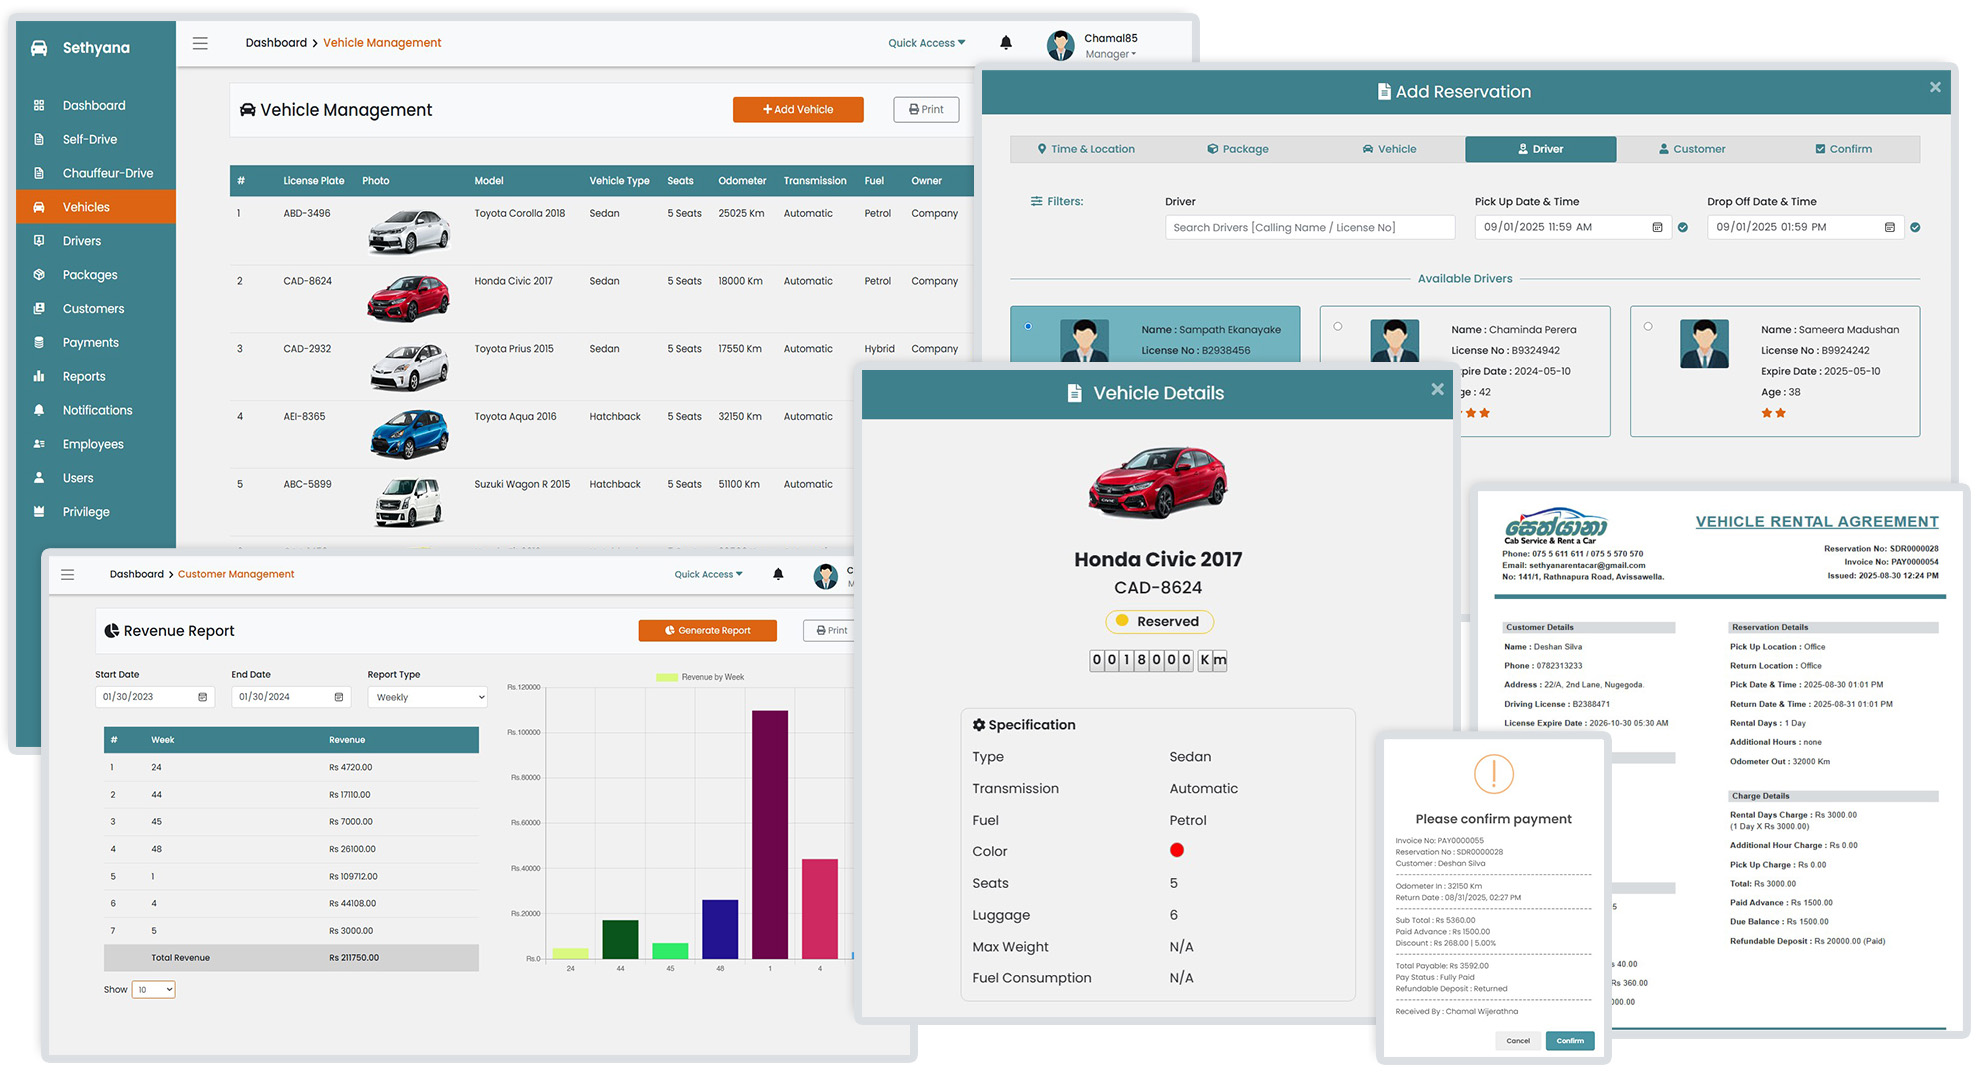 Sethyana
Dashboard
Self-Drive
Chauffeur-Drive
Vehicles
Drivers
Packages
Customers
Payments
Reports
Notifications
Employees
Users
Privilege
Dashboard > Vehicle Management
Quick Access
Chamal85
Manager
Vehicle Management
+ Add Vehicle
Print
# License Plate Photo Model Vehicle Type Seats Odometer Transmission Fuel Owner
1 ABD-3496 Toyota Corolla 2018 Sedan 5 Seats 25025 Km Automatic Petrol Company
2 CAD-8624 Honda Civic 2017 Sedan 5 Seats 18000 Km Automatic Petrol Company
3 CAD-2932 Toyota Prius 2015 Sedan 5 Seats 17550 Km Automatic Hybrid Company
4 AEI-8365 Toyota Aqua 2016 Hatchback 5 Seats 32150 Km Automatic
5 ABC-5899 Suzuki Wagon R 2015 Hatchback 5 Seats 51100 Km Automatic
Add Reservation
Time & Location
Package
Vehicle
Driver
Customer
Confirm
Filters:
Driver
Search Drivers [Calling Name / License No]
Pick Up Date & Time
09/01/2025 11:59 AM
Drop Off Date & Time
09/01/2025 01:59 PM
Available Drivers
Name : Sampath Ekanayake
License No : B2938456
Name : Chaminda Perera
License No : B9324942
pire Date : 2024-05-10
ge : 42
Name : Sameera Madushan
License No : B9924242
Expire Date : 2025-05-10
Age : 38
Dashboard > Customer Management
Quick Access
Revenue Report
Generate Report
Print
Start Date
01/30/2023
End Date
01/30/2024
Report Type
Weekly
# Week Revenue
1 24 Rs 4720.00
2 44 Rs 17110.00
3 45 Rs 7000.00
4 48 Rs 26100.00
5 1 Rs 109712.00
6 4 Rs 44108.00
7 5 Rs 3000.00
Total Revenue Rs 211750.00
Show 10
Revenue by Week
Rs.120000
Rs.100000
Rs.80000
Rs.60000
Rs.40000
Rs.20000
Rs.0
24 44 45 48 1 4
Vehicle Details
Honda Civic 2017
CAD-8624
Reserved
0018000 Km
Specification
Type Sedan
Transmission Automatic
Fuel Petrol
Color
Seats 5
Luggage 6
Max Weight N/A
Fuel Consumption N/A
සෙත්යානා
Cab Service & Rent a Car
Phone: 075 5 611 611 / 075 5 570 570
Email: sethyanarentacar@gmail.com
No: 141/1, Rathnapura Road, Avissawella.
VEHICLE RENTAL AGREEMENT
Reservation No: SDR0000028
Invoice No: PAY0000054
Issued: 2025-08-30 12:24 PM
Customer Details
Name : Deshan Silva
Phone : 0782313233
Address : 22/A, 2nd Lane, Nugegoda.
Driving License : B2388471
License Expire Date : 2026-10-30 05:30 AM
Reservation Details
Pick Up Location : Office
Return Location : Office
Pick Date & Time : 2025-08-30 01:01 PM
Return Date & Time : 2025-08-31 01:01 PM
Rental Days : 1 Day
Additional Hours : none
Odometer Out : 32000 Km
Charge Details
Rental Days Charge : Rs 3000.00
(1 Day X Rs 3000.00)
Additional Hour Charge : Rs 0.00
Pick Up Charge : Rs 0.00
Total: Rs 3000.00
Paid Advance : Rs 1500.00
Due Balance : Rs 1500.00
Refundable Deposit : Rs 20000.00 (Paid)
5
s 40.00
Rs 360.00
000.00
Please confirm payment
Invoice No: PAY0000055
Reservation No : SDR0000028
Customer : Deshan Silva
Odometer In : 32150 Km
Return Date : 08/31/2025, 02:27 PM
Sub Total : Rs 5360.00
Paid Advance : Rs 1500.00
Discount : Rs 268.00 | 5.00%
Total Payable: Rs 3592.00
Pay Status : Fully Paid
Refundable Deposit : Returned
Received By : Chamal Wijerathna
Cancel
Confirm